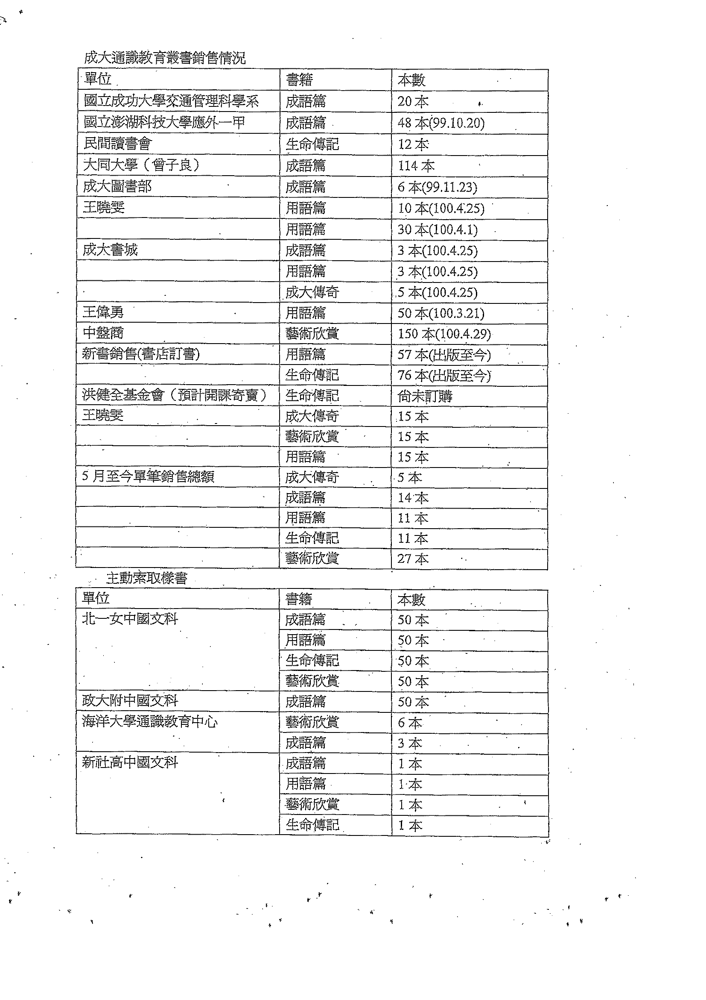 成大通識教育叢書銷售情況
單位 書籍 本數
國立成功大學交通管理科學系 成語篇 20 本
國立澎湖科技大學應外一甲 成語篇 48 本(99.10.20)
民間讀書會 生命傳記 12 本
大同大學（曾子良） 成語篇 114 本
成大圖書部 成語篇 6 本(99.11.23)
王曉雯 用語篇 10 本(100.4.25)
用語篇 30 本(100.4.1)
成大書城 成語篇 3 本(100.4.25)
用語篇 3 本(100.4.25)
成大傳奇 5 本(100.4.25)
王偉勇 用語篇 50 本(100.3.21)
中盤商 藝術欣賞 150 本(100.4.29)
新書銷售(書店訂書) 用語篇 57 本(出版至今)
生命傳記 76 本(出版至今)
洪健全基金會（預計開課寄賣） 生命傳記 尚未訂購
王曉雯 成大傳奇 15 本
藝術欣賞 15 本
用語篇 15 本
5 月至今單筆銷售總額 成大傳奇 5 本
成語篇 14 本
用語篇 11 本
生命傳記 11 本
藝術欣賞 27 本
主動索取樣書
單位 書籍 本數
北一女中國文科 成語篇 50 本
用語篇 50 本
生命傳記 50 本
藝術欣賞 50 本
政大附中國文科 成語篇 50 本
海洋大學通識教育中心 藝術欣賞 6 本
成語篇 3 本
新社高中國文科 成語篇 1 本
用語篇 1 本
藝術欣賞 1 本
生命傳記 1 本